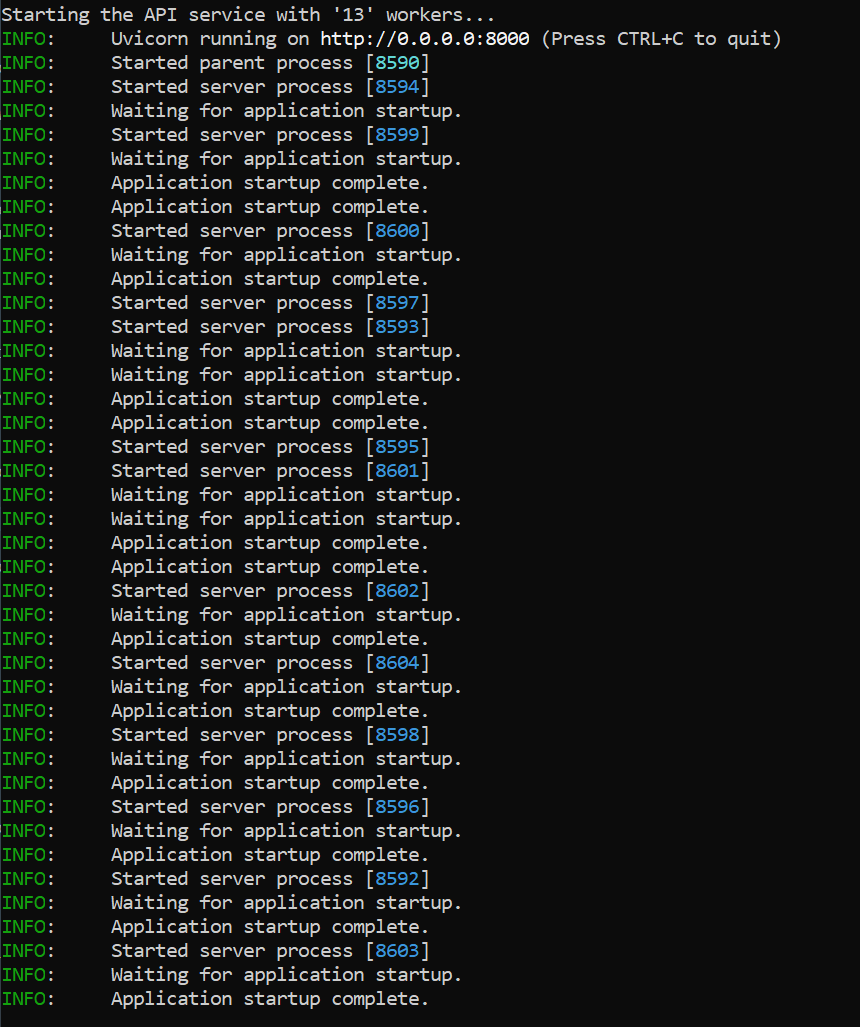 Starting the API service with '13' workers...
INFO:     Uvicorn running on http://0.0.0.0:8000 (Press CTRL+C to quit)
INFO:     Started parent process [8590]
INFO:     Started server process [8594]
INFO:     Waiting for application startup.
INFO:     Started server process [8599]
INFO:     Waiting for application startup.
INFO:     Application startup complete.
INFO:     Application startup complete.
INFO:     Started server process [8600]
INFO:     Waiting for application startup.
INFO:     Application startup complete.
INFO:     Started server process [8597]
INFO:     Started server process [8593]
INFO:     Waiting for application startup.
INFO:     Waiting for application startup.
INFO:     Application startup complete.
INFO:     Application startup complete.
INFO:     Started server process [8595]
INFO:     Started server process [8601]
INFO:     Waiting for application startup.
INFO:     Waiting for application startup.
INFO:     Application startup complete.
INFO:     Application startup complete.
INFO:     Started server process [8602]
INFO:     Waiting for application startup.
INFO:     Application startup complete.
INFO:     Started server process [8604]
INFO:     Waiting for application startup.
INFO:     Application startup complete.
INFO:     Started server process [8598]
INFO:     Waiting for application startup.
INFO:     Application startup complete.
INFO:     Started server process [8596]
INFO:     Waiting for application startup.
INFO:     Application startup complete.
INFO:     Started server process [8592]
INFO:     Waiting for application startup.
INFO:     Application startup complete.
INFO:     Started server process [8603]
INFO:     Waiting for application startup.
INFO:     Application startup complete.